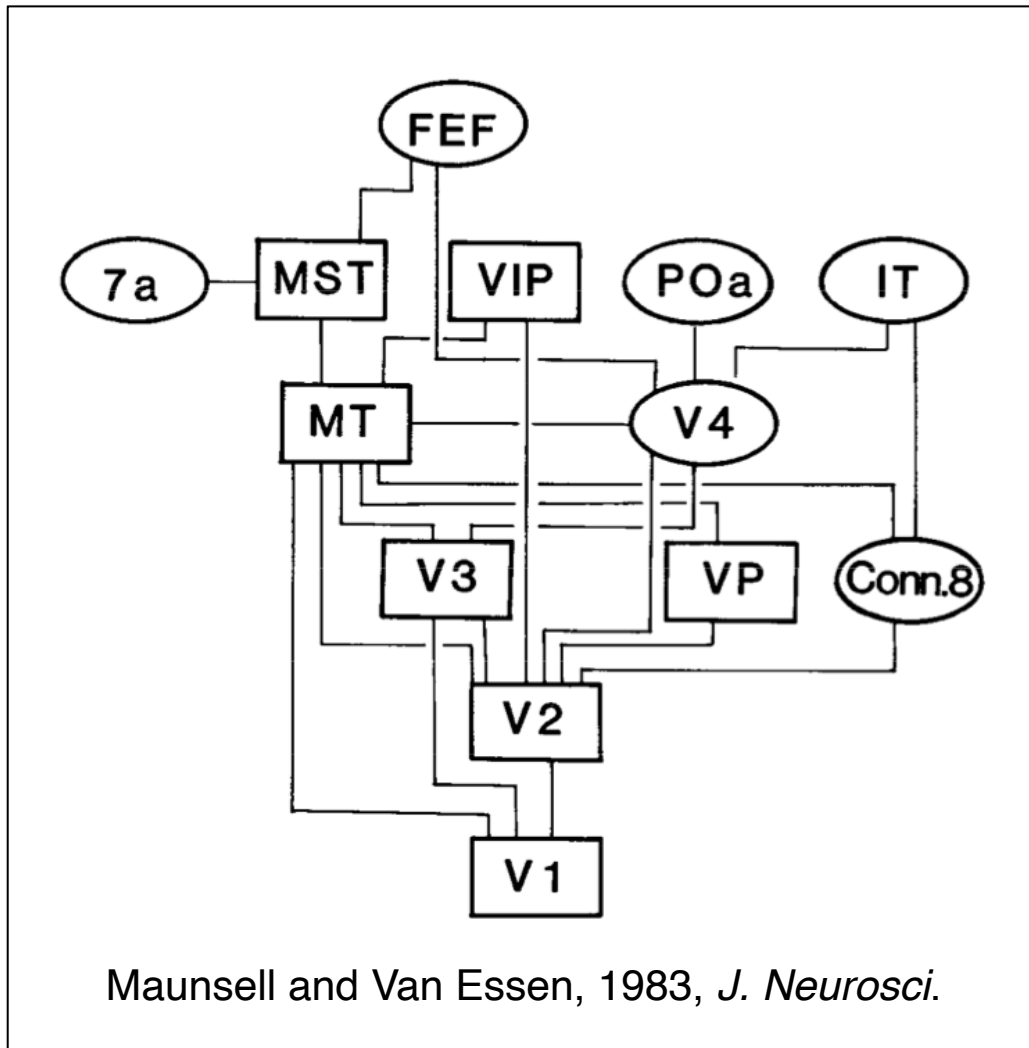 FEF
7a MST VIP POa IT
MT V4
V3 VP Conn.8
V2
V1
Maunsell and Van Essen, 1983, J. Neurosci.